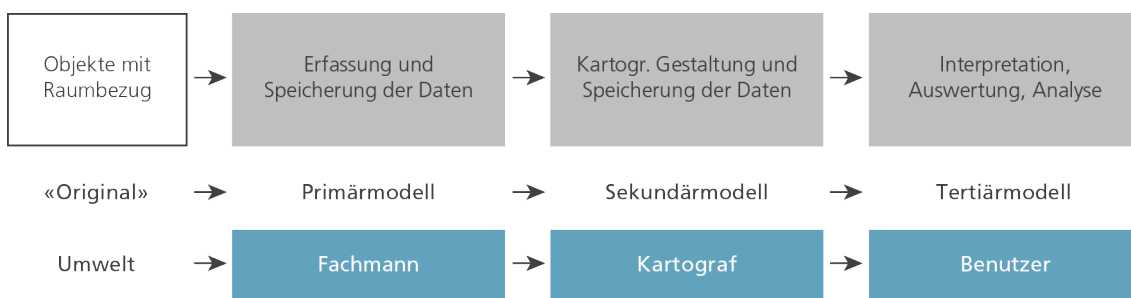 Objekte mit
Raumbezug
Erfassung und
Speicherung der Daten
Kartogr. Gestaltung und
Speicherung der Daten
Interpretation,
Auswertung, Analyse
«Original»
Primärmodell
Sekundärmodell
Tertiärmodell
Umwelt
Fachmann
Kartograf
Benutzer